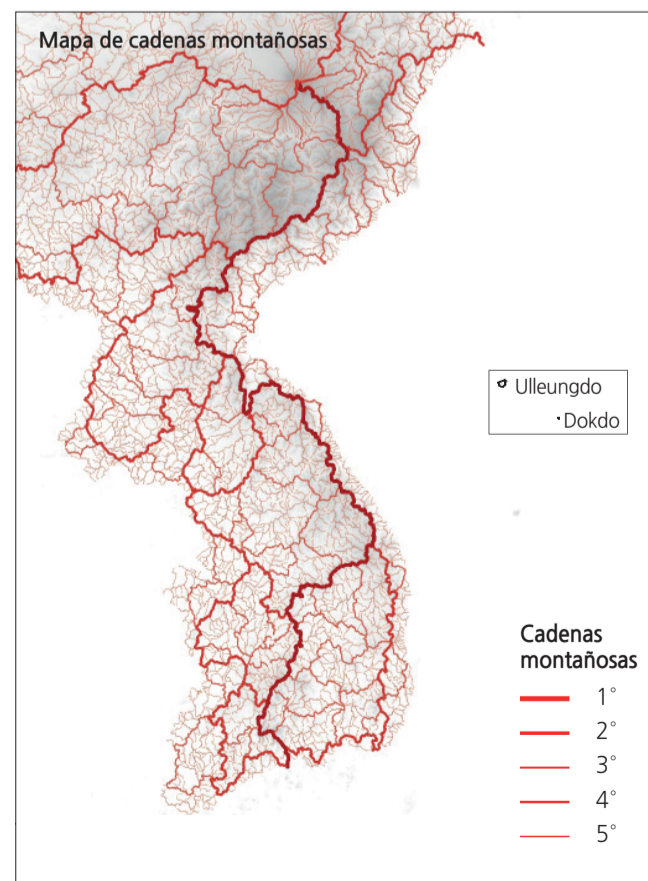 Mapa de cadenas montañosas
Ulleungdo
Dokdo
Cadenas
montañosas
1°
2°
3°
4°
5°